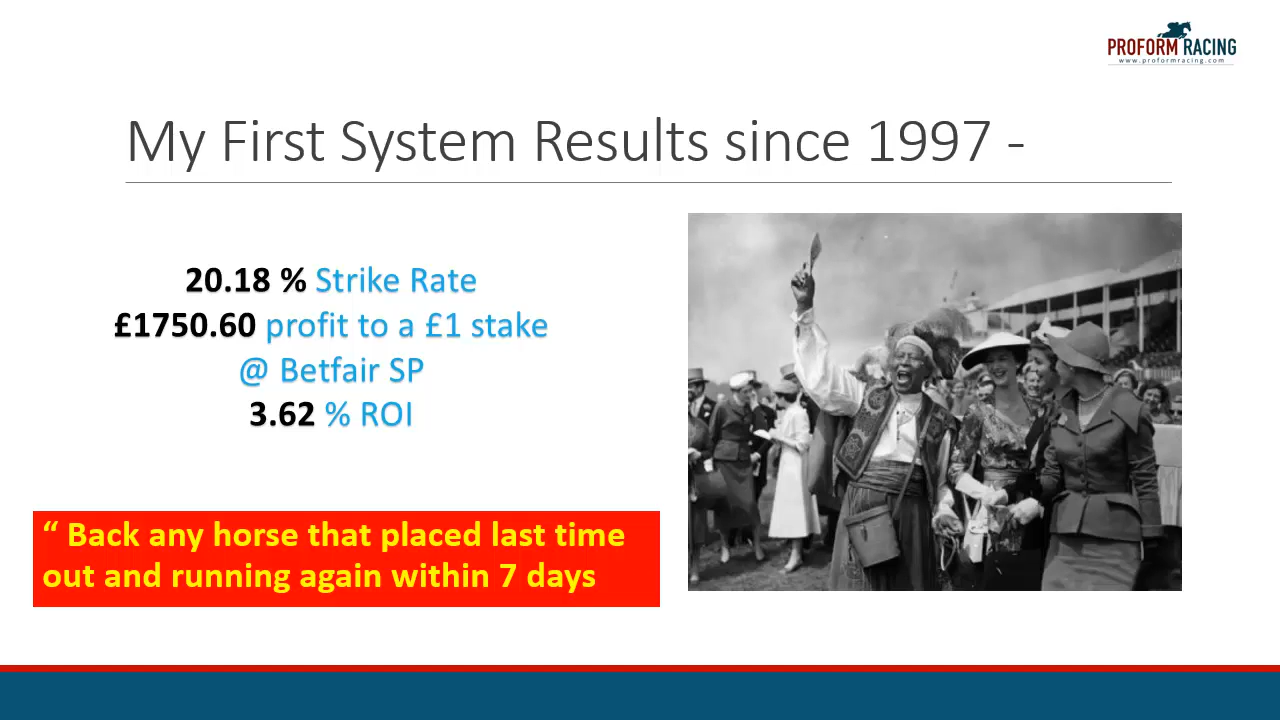 PROFORM RACING
www.proformracing.com
My First System Results since 1997 -
20.18 % Strike Rate
£1750.60 profit to a £1 stake
@ Betfair SP
3.62 % ROI
“ Back any horse that placed last time
out and running again within 7 days